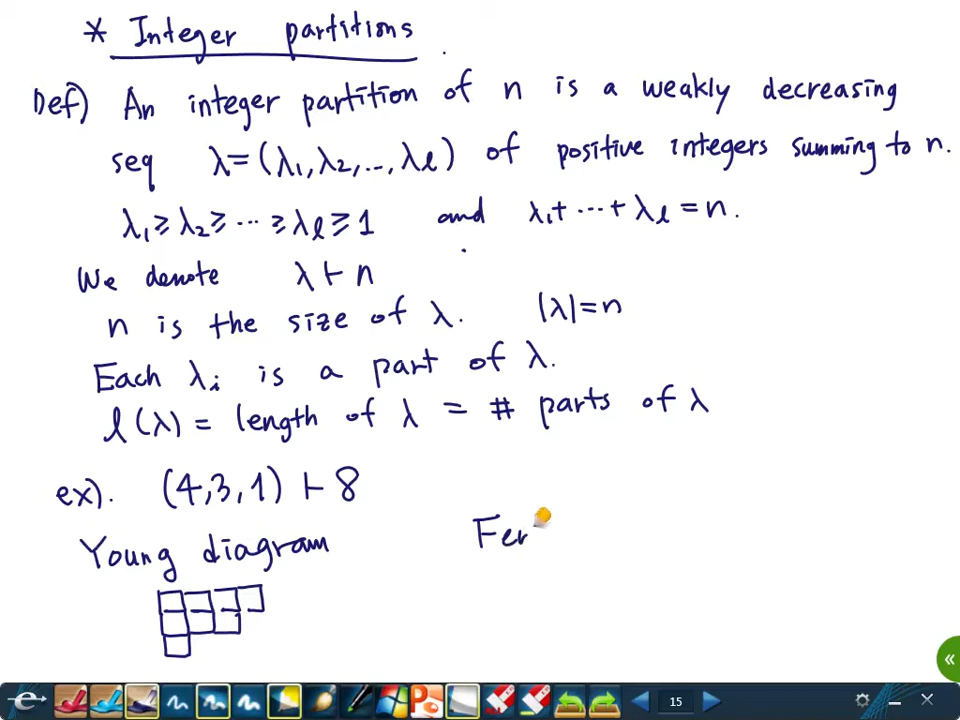 * Integer partitions
Def) An integer partition of n is a weakly decreasing
seq λ=(λ₁,λ₂,...,λℓ) of positive integers summing to n.
λ₁≥λ₂≥⋯≥λℓ≥1 and λ₁+⋯+λℓ=n.
We denote λ⊢n
n is the size of λ. |λ|=n
Each λᵢ is a part of λ.
ℓ(λ) = length of λ = # parts of λ
ex). (4,3,1) ⊢ 8
Young diagram Fer
15